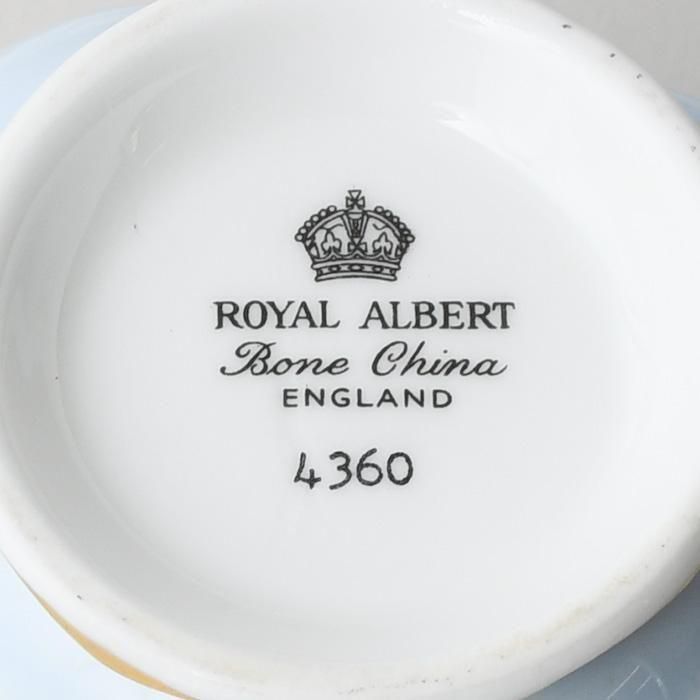 ROYAL ALBERT
Bone China
ENGLAND
4360